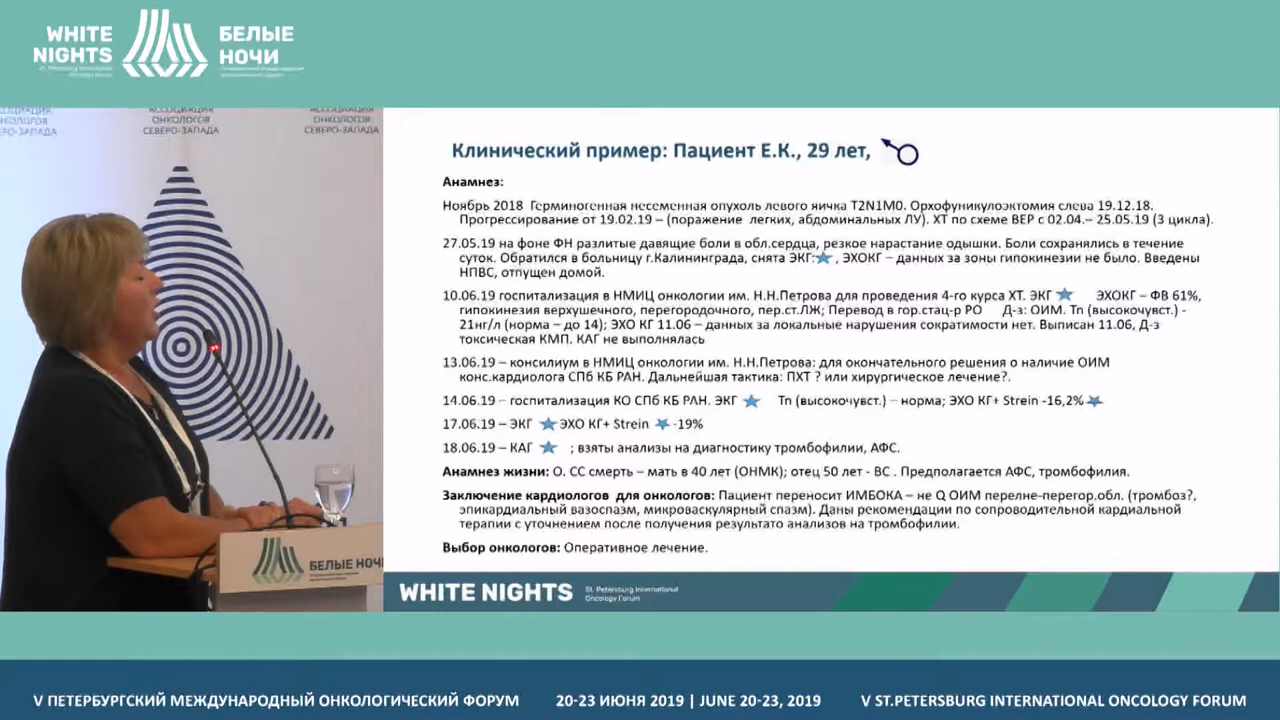 WHITE
NIGHTS
БЕЛЫЕ
НОЧИ
АССОЦИАЦИЯ
ОНКОЛОГОВ
СЕВЕРО-ЗАПАДА
АССОЦИАЦИЯ
ОНКОЛОГОВ
СЕВЕРО-ЗАПАДА
Клинический пример: Пациент Е.К., 29 лет,
Анамнез:
Ноябрь 2018 Герминогенная несеменная опухоль левого яичка T2N1M0. Орхофуникулоэктомия слева 19.12.18.
Прогрессирование от 19.02.19 – (поражение легких, абдоминальных ЛУ). ХТ по схеме ВЕР с 02.04.– 25.05.19 (3 цикла).
27.05.19 на фоне ФН разлитые давящие боли в обл.сердца, резкое нарастание одышки. Боли сохранялись в течение
суток. Обратился в больницу г.Калининграда, снята ЭКГ: , ЭХОКГ – данных за зоны гипокинезии не было. Введены
НПВС, отпущен домой.
10.06.19 госпитализация в НМИЦ онкологии им. Н.Н.Петрова для проведения 4-го курса ХТ. ЭКГ ЭХОКГ – ФВ 61%,
гипокинезия верхушечного, перегородочного, пер.ст.ЛЖ; Перевод в гор.стац-р РО Д-з: ОИМ. Tn (высокочувст.) -
21нг/л (норма – до 14); ЭХО КГ 11.06 – данных за локальные нарушения сократимости нет. Выписан 11.06, Д-з
токсическая КМП. КАГ не выполнялась
13.06.19 – консилиум в НМИЦ онкологии им. Н.Н.Петрова: для окончательного решения о наличие ОИМ
конс.кардиолога СПб КБ РАН. Дальнейшая тактика: ПХТ ? или хирургическое лечение?.
14.06.19 – госпитализация КО СПб КБ РАН. ЭКГ Tn (высокочувст.) – норма; ЭХО КГ+ Strein -16,2%
17.06.19 – ЭКГ ЭХО КГ+ Strein -19%
18.06.19 – КАГ ; взяты анализы на диагностику тромбофилии, АФС.
Анамнез жизни: О. СС смерть – мать в 40 лет (ОНМК); отец 50 лет - ВС . Предполагается АФС, тромбофилия.
Заключение кардиологов для онкологов: Пациент переносит ИМБОКА – не Q ОИМ перелне-перегор.обл. (тромбоз?,
эпикардиальный вазоспазм, микроваскулярный спазм). Даны рекомендации по сопроводительной кардиальной
терапии с уточнением после получения результато анализов на тромбофилии.
Выбор онкологов: Оперативное лечение.
БЕЛЫЕ НОЧИ
WHITE NIGHTS
St. Petersburg International
Oncology Forum
V ПЕТЕРБУРГСКИЙ МЕЖДУНАРОДНЫЙ ОНКОЛОГИЧЕСКИЙ ФОРУМ
20-23 ИЮНЯ 2019 | JUNE 20-23, 2019
V ST.PETERSBURG INTERNATIONAL ONCOLOGY FORUM